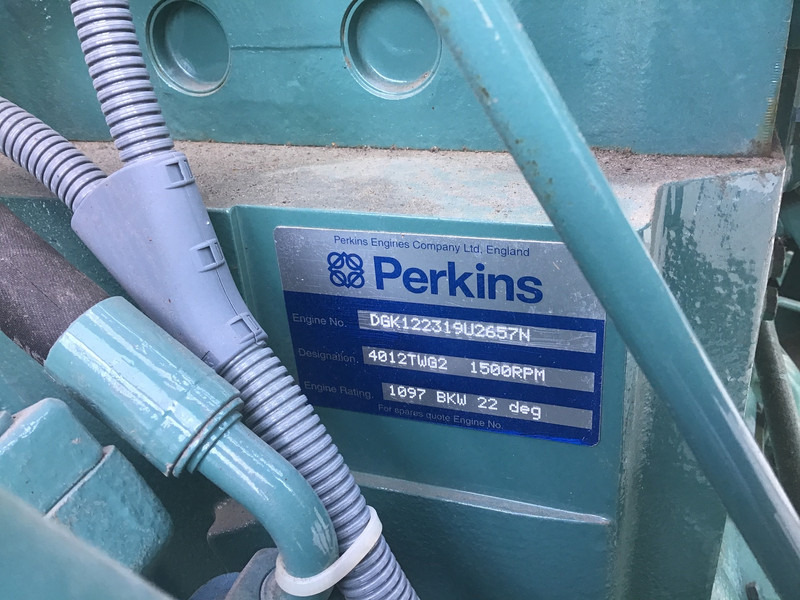 Perkins Engines Company Ltd, England
Perkins
Engine No. DGK122319U2657N
Designation. 4012TWG2 1500RPM
Engine Rating. 1097 BKW 22 deg
For spares quote Engine No.